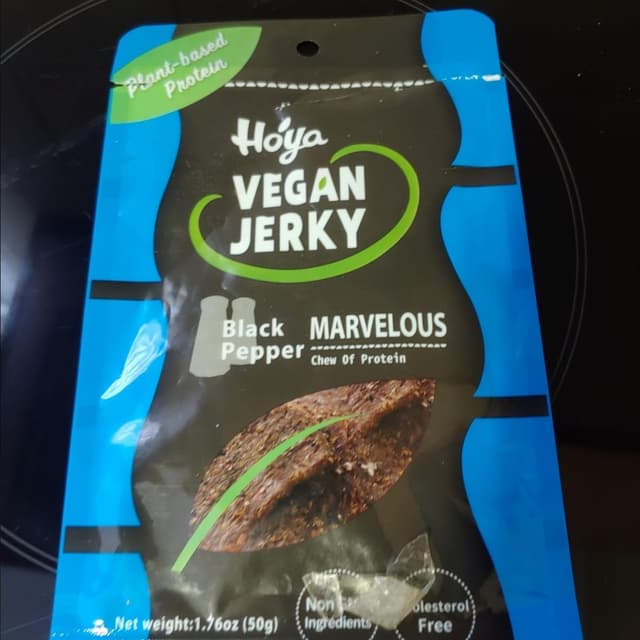 Plant-based
Protein
OPEN
Hoya
VEGAN
JERKY
Black
Pepper
MARVELOUS
Chew Of Protein
Net weight:1.76oz (50g)
Non
Ingredients
Free